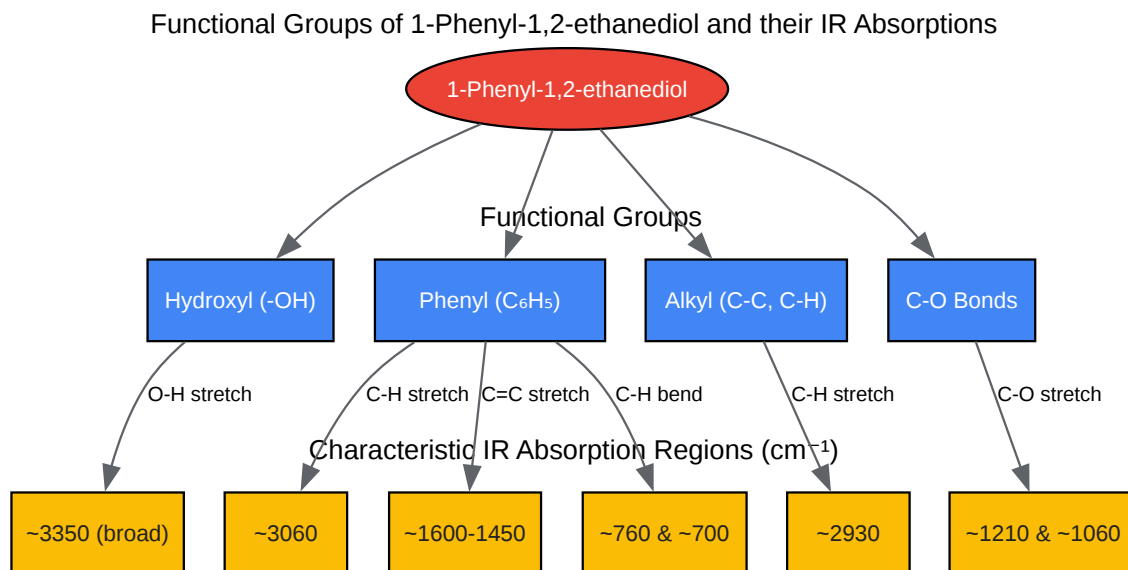 Functional Groups of 1-Phenyl-1,2-ethanediol and their IR Absorptions
1-Phenyl-1,2-ethanediol
Functional Groups
Hydroxyl (-OH)
Phenyl (C₆H₅)
Alkyl (C-C, C-H)
C-O Bonds
O-H stretch
C-H stretch
C=C stretch
C-H bend
C-H stretch
C-O stretch
Characteristic IR Absorption Regions (cm⁻¹)
~3350 (broad)
~3060
~1600-1450
~760 & ~700
~2930
~1210 & ~1060